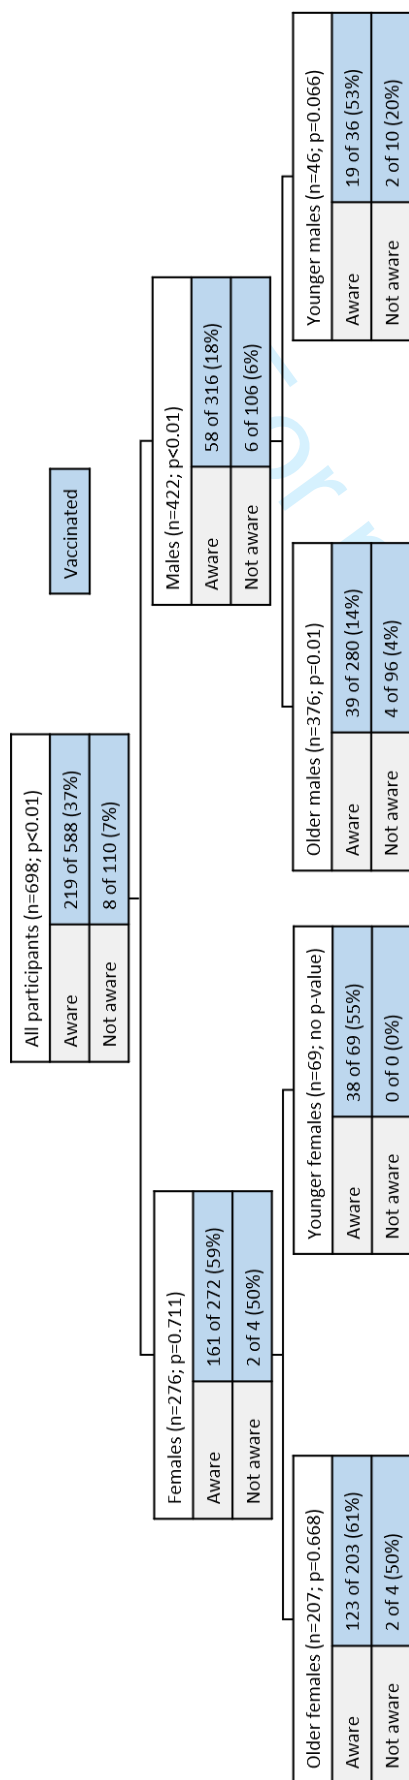 Vaccinated
All participants (n=698; p<0.01)
Aware 219 of 588 (37%)
Not aware 8 of 110 (7%)
Females (n=276; p=0.711)
Aware 161 of 272 (59%)
Not aware 2 of 4 (50%)
Males (n=422; p<0.01)
Aware 58 of 316 (18%)
Not aware 6 of 106 (6%)
Older females (n=207; p=0.668)
Aware 123 of 203 (61%)
Not aware 2 of 4 (50%)
Younger females (n=69; no p-value)
Aware 38 of 69 (55%)
Not aware 0 of 0 (0%)
Older males (n=376; p=0.01)
Aware 39 of 280 (14%)
Not aware 4 of 96 (4%)
Younger males (n=46; p=0.066)
Aware 19 of 36 (53%)
Not aware 2 of 10 (20%)
For